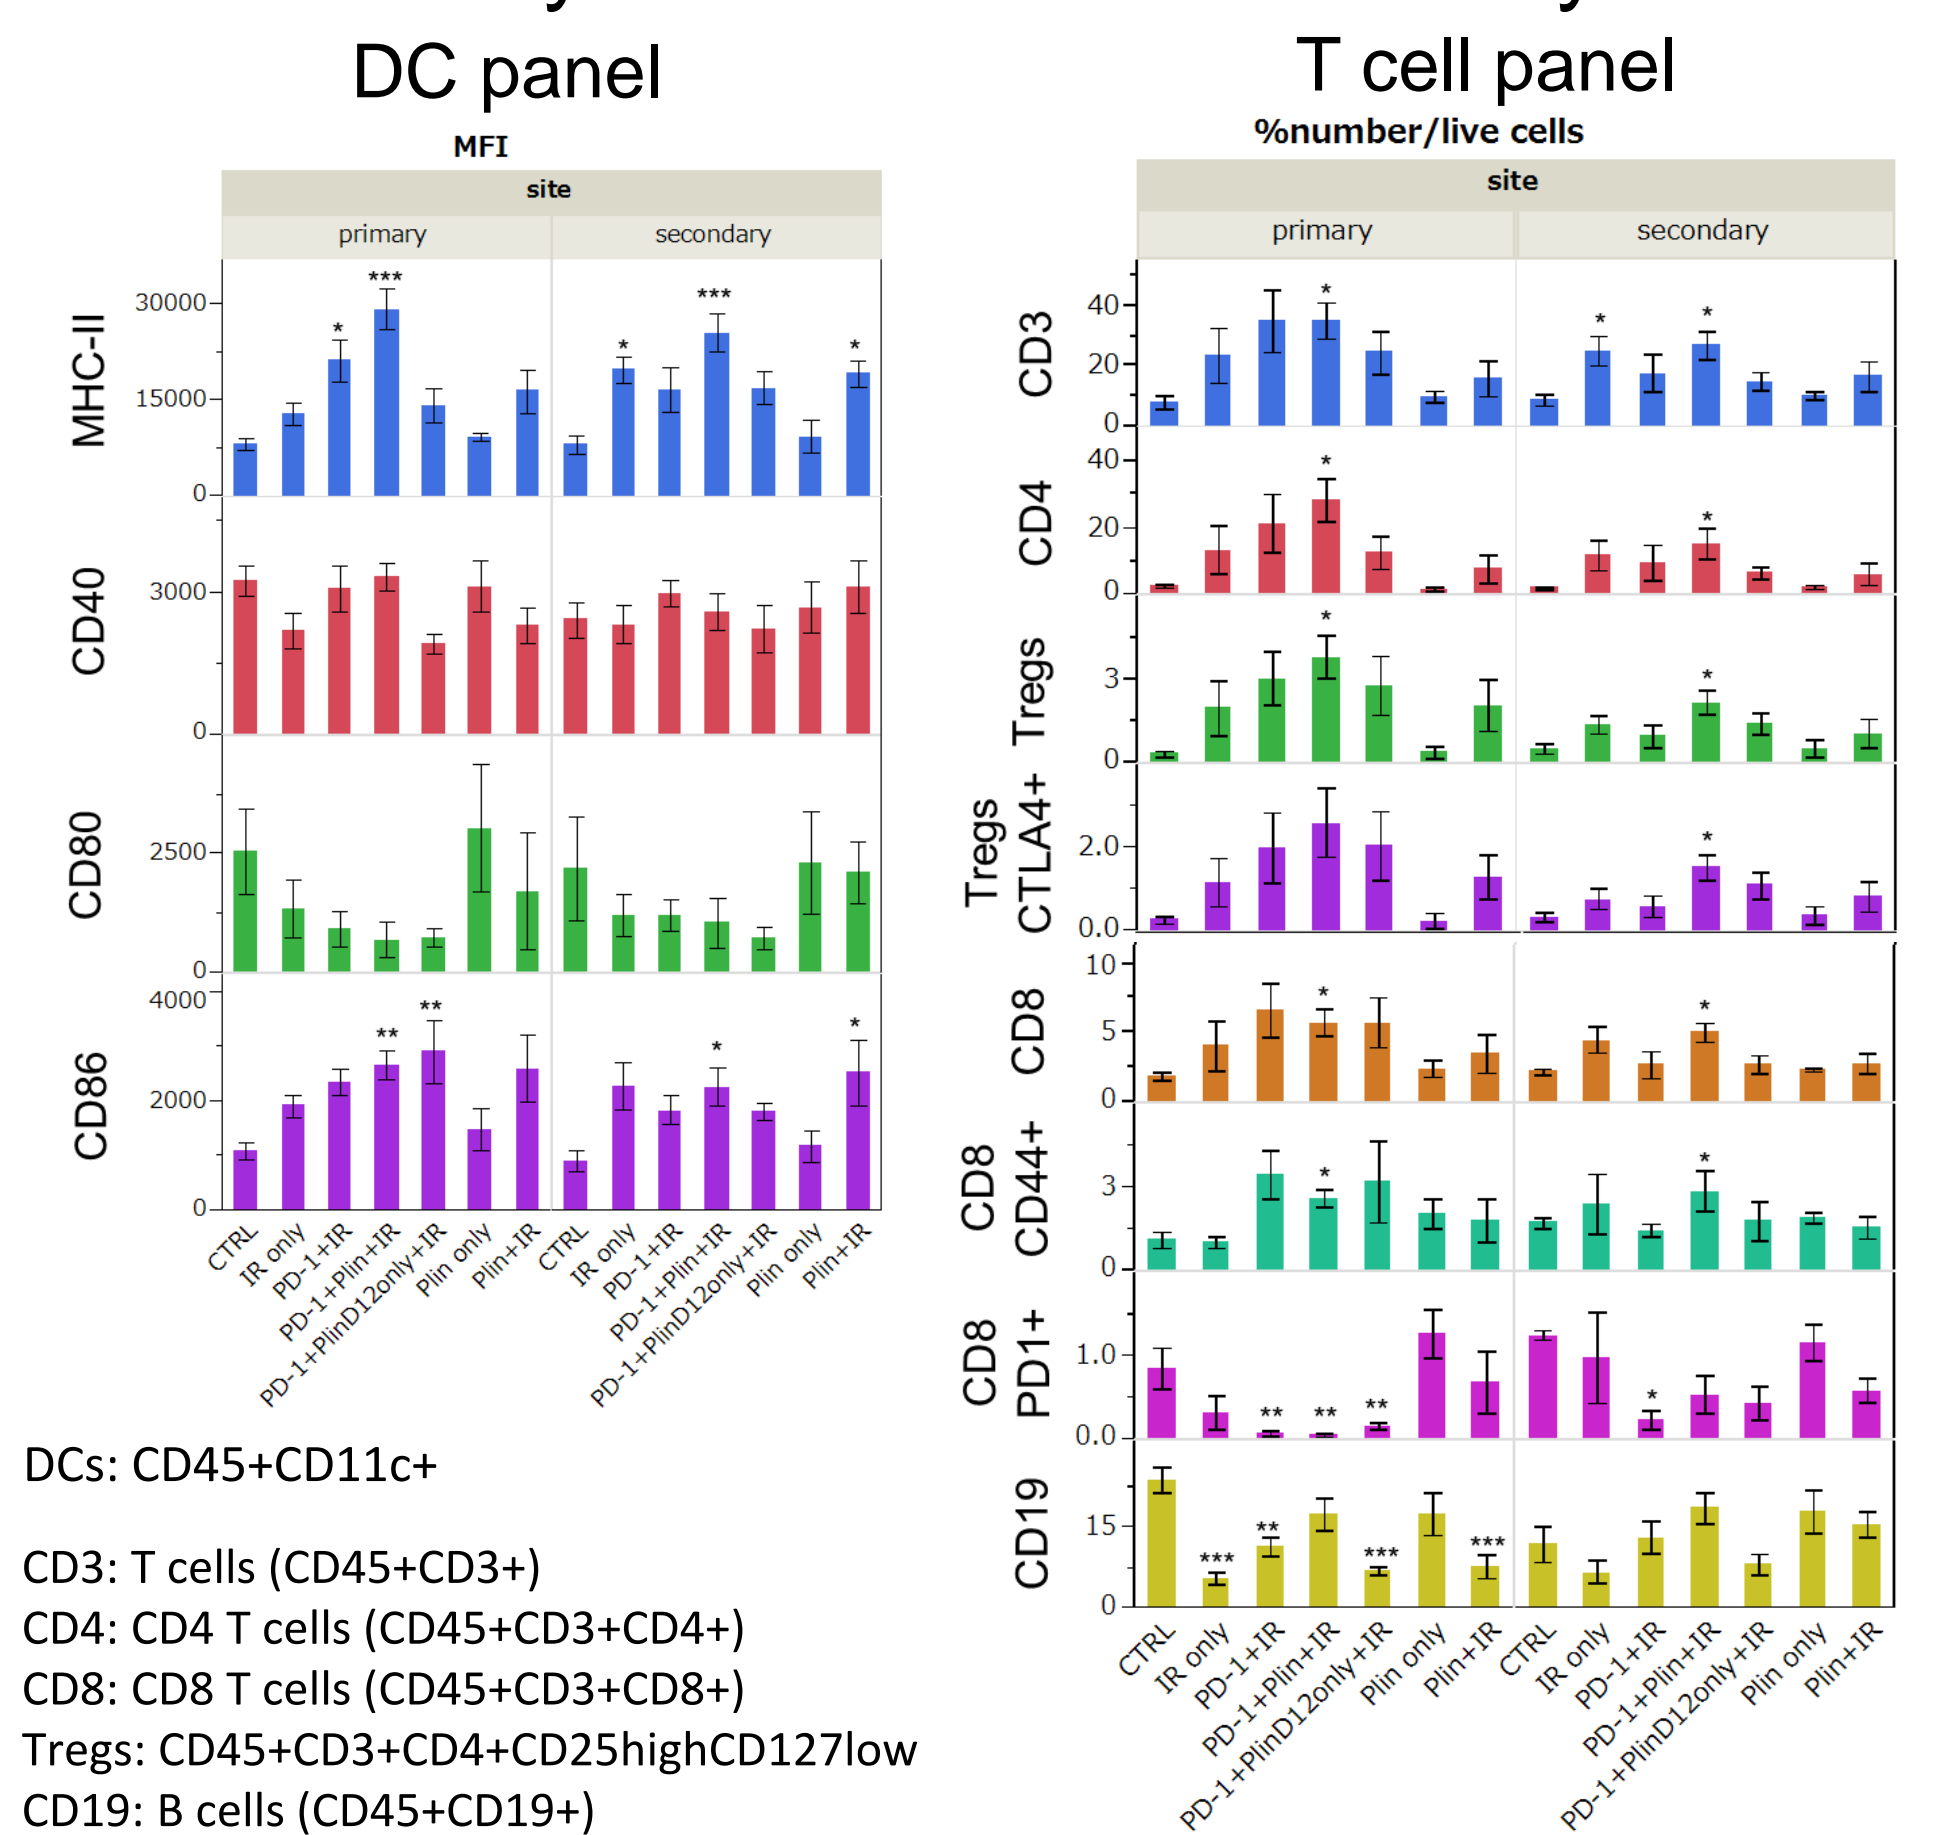 DC panel
MFI
site
primary secondary
MHC-II
30000
15000
0
* *** * *** *
CD40
3000
0
CD80
2500
0
CD86
4000
2000
0
** ** * *
CTRL
IR only
PD-1+IR
PD-1+Plin+IR
PD-1+PlinD12only+IR
Plin only
Plin+IR
CTRL
IR only
PD-1+IR
PD-1+Plin+IR
PD-1+PlinD12only+IR
Plin only
Plin+IR
DCs: CD45+CD11c+
CD3: T cells (CD45+CD3+)
CD4: CD4 T cells (CD45+CD3+CD4+)
CD8: CD8 T cells (CD45+CD3+CD8+)
Tregs: CD45+CD3+CD4+CD25highCD127low
CD19: B cells (CD45+CD19+)
T cell panel
%number/live cells
site
primary secondary
CD3
40
20
0
* * *
CD4
40
20
0
* *
Tregs
3
0
* *
Tregs
CTLA4+
2.0
0.0
*
CD8
10
5
0
* *
CD8
CD44+
3
0
* *
CD8
PD1+
1.0
0.0
** ** ** *
CD19
15
0
*** ** *** ***
CTRL
IR only
PD-1+IR
PD-1+Plin+IR
PD-1+PlinD12only+IR
Plin only
Plin+IR
CTRL
IR only
PD-1+IR
PD-1+Plin+IR
PD-1+PlinD12only+IR
Plin only
Plin+IR